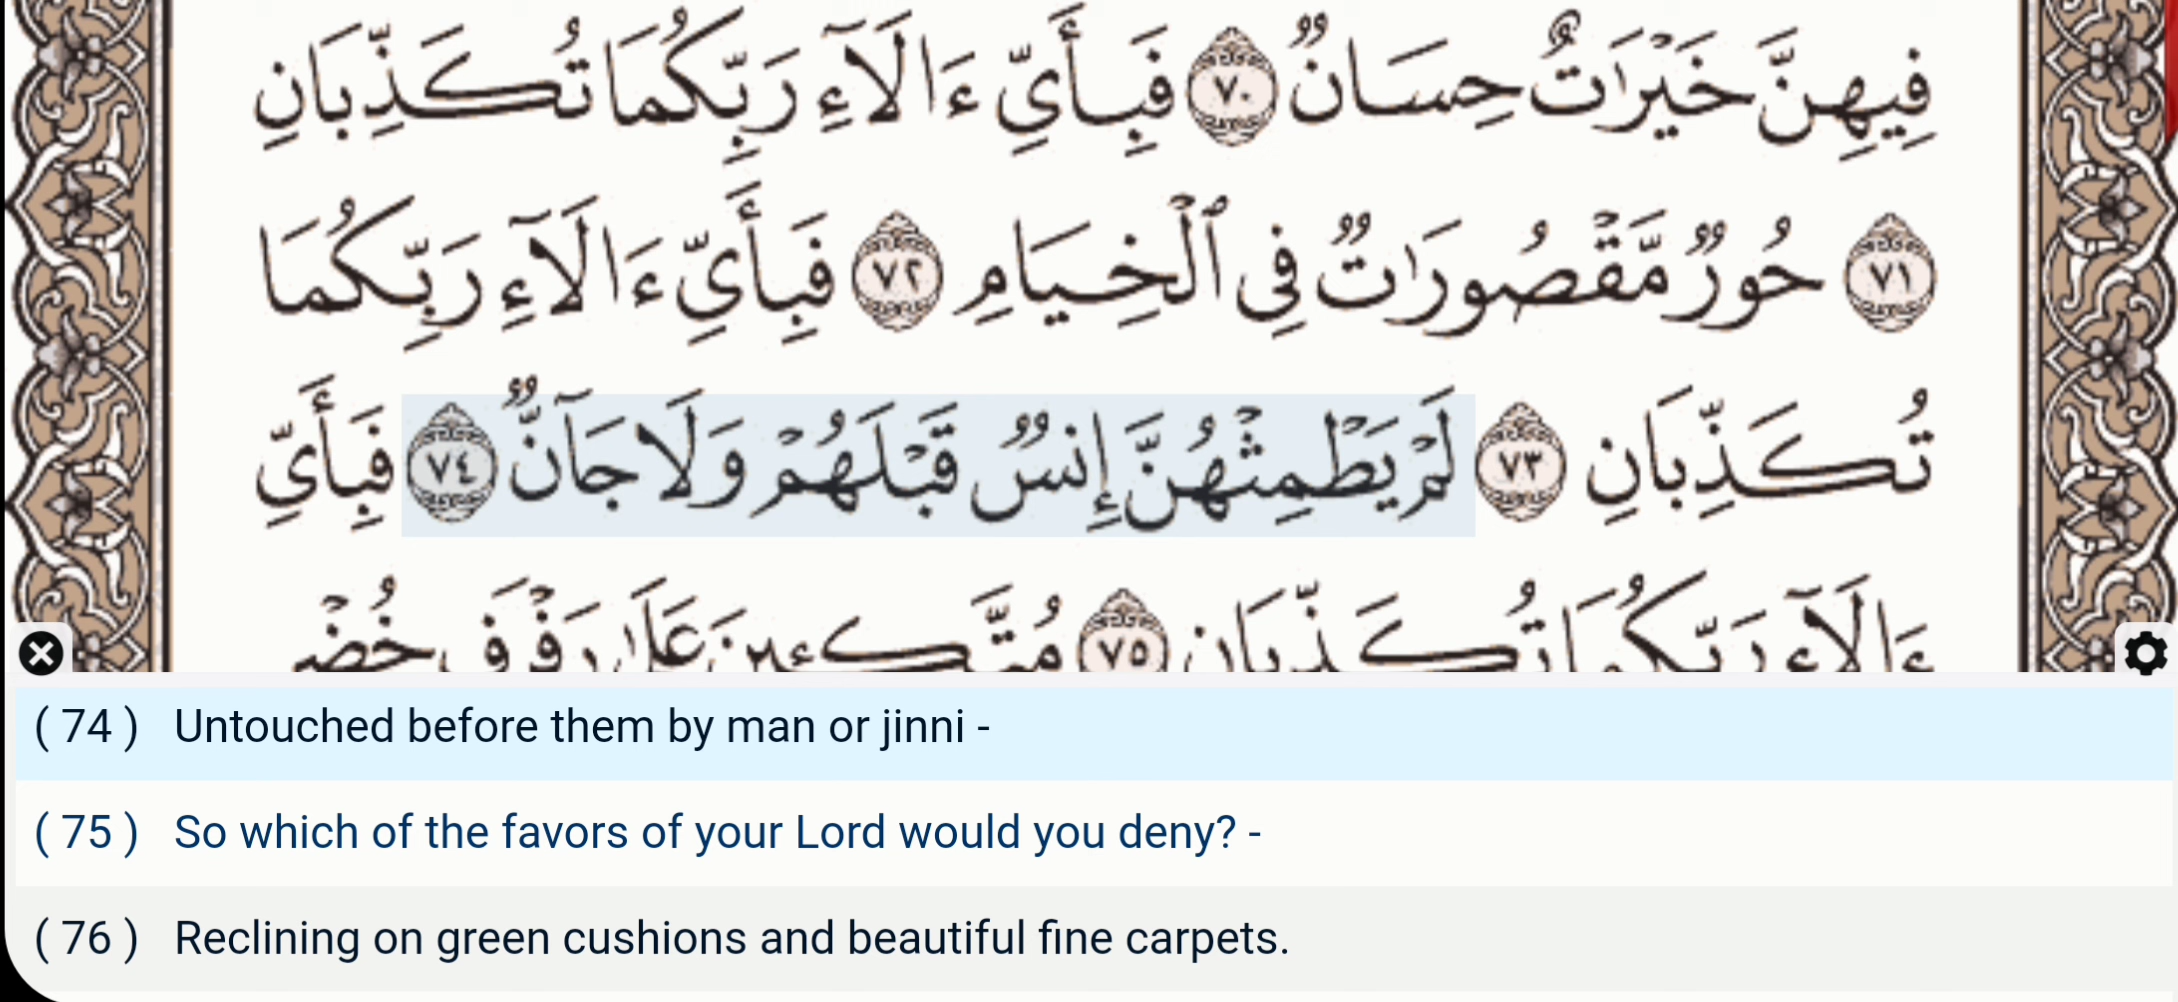 فِيهِنَّ خَيْرَٰتٌ حِسَانٌ ٧٠ فَبِأَيِّ ءَالَآءِ رَبِّكُمَا تُكَذِّبَانِ
٧١ حُورٌ مَّقْصُورَٰتٌ فِى ٱلْخِيَامِ ٧٢ فَبِأَيِّ ءَالَآءِ رَبِّكُمَا
تُكَذِّبَانِ ٧٣ لَمْ يَطْمِثْهُنَّ إِنسٌ قَبْلَهُمْ وَلَا جَآنٌّ ٧٤ فَبِأَيِّ
ءَالَآءِ رَبِّكُمَا تُكَذِّبَانِ ٧٥ مُتَّكِـِٔينَ عَلَىٰ رَفْرَفٍ خُضْرٍ
( 74 ) Untouched before them by man or jinni -
( 75 ) So which of the favors of your Lord would you deny? -
( 76 ) Reclining on green cushions and beautiful fine carpets.